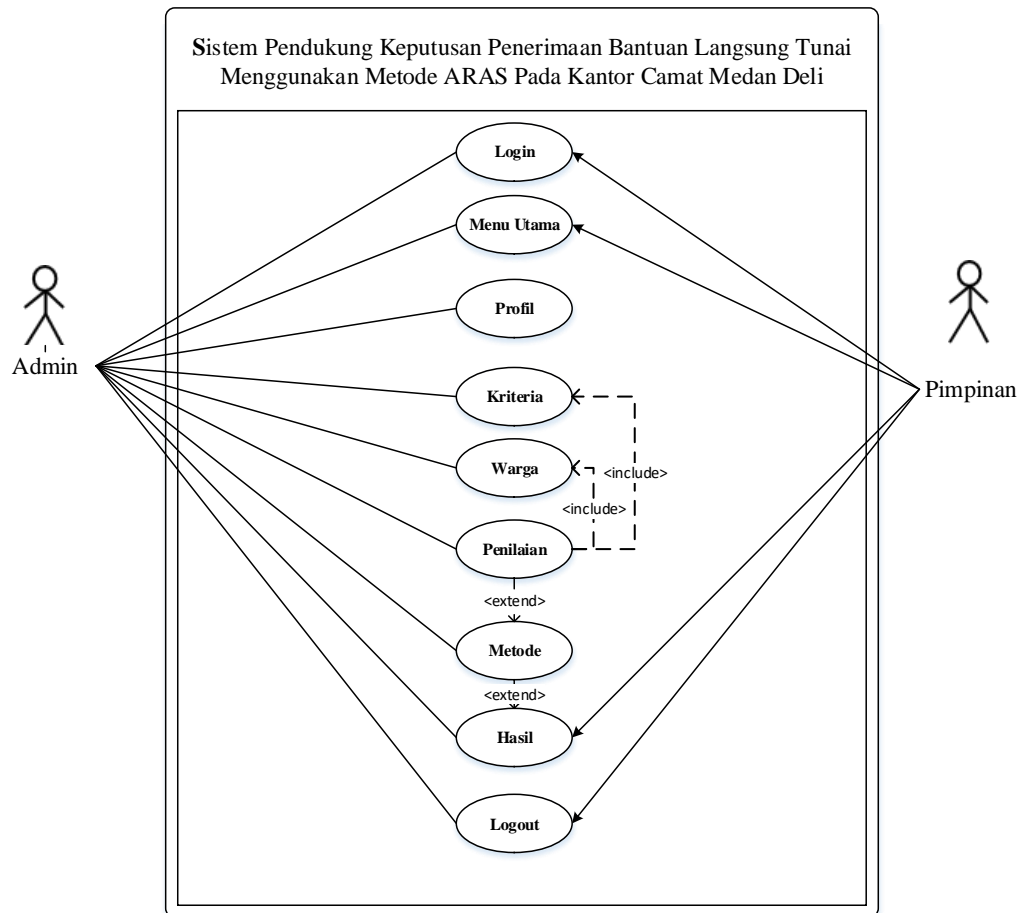 Sistem Pendukung Keputusan Penerimaan Bantuan Langsung Tunai
Menggunakan Metode ARAS Pada Kantor Camat Medan Deli
Login
Menu Utama
Profil
Admin
Pimpinan
Kriteria
Warga
<include>
<include>
Penilaian
<extend>
Metode
<extend>
Hasil
Logout